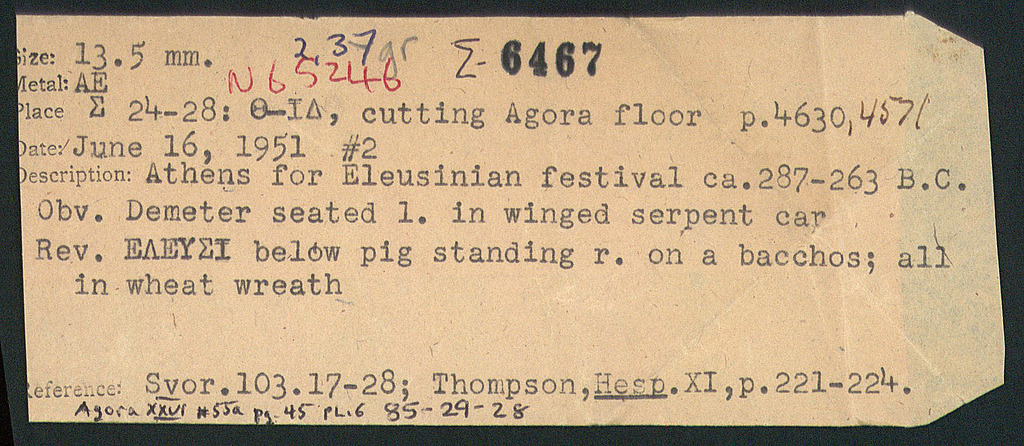 Size: 13.5 mm. 2,37 gr Σ- 6467
Metal: AE N65246
Place Σ 24-28: Θ-ΙΔ, cutting Agora floor p.4630,4571
Date: June 16, 1951 #2
Description: Athens for Eleusinian festival ca.287-263 B.C.
Obv. Demeter seated l. in winged serpent car
Rev. ΕΛΕΥΣΙ below pig standing r. on a bacchos; all
in wheat wreath
Reference: Svor.103.17-28; Thompson,Hesp.XI,p.221-224.
Agora XXVI #55a pg.45 PL.6 85-29-28